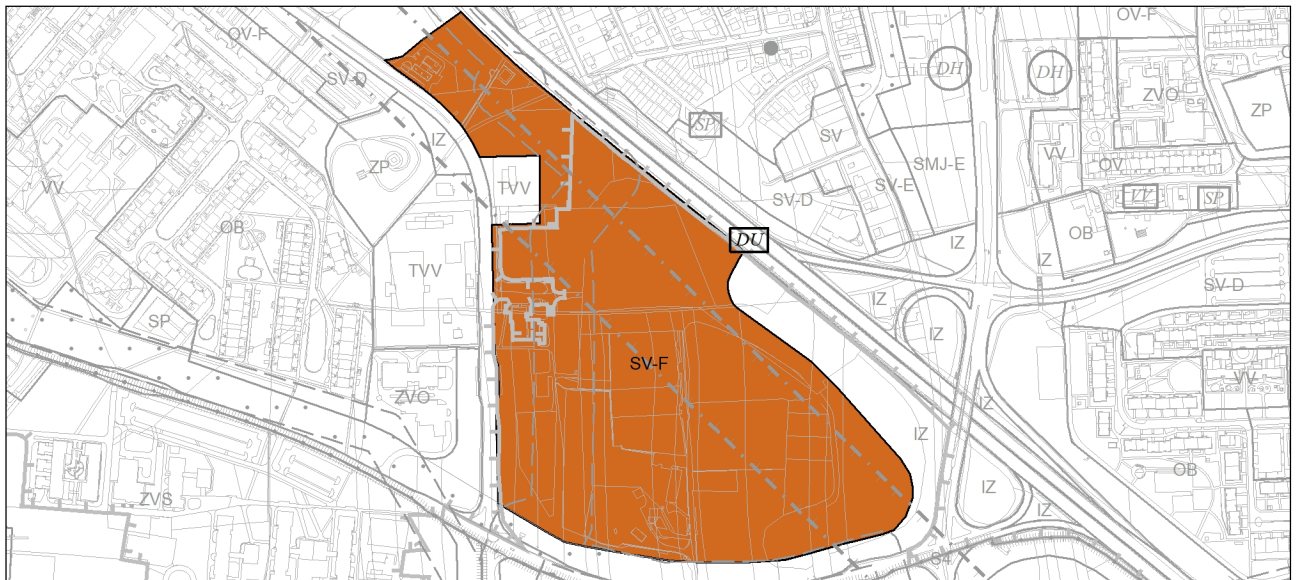 OV-F
OV-F
SV-D
DH
DH
ZVO
ZP
SP
IZ
SV
ZP
SMJ-E
VV
OV
VV
TVV
SV-E
SV-D
VV
SP
OB
DU
OB
IZ
TVV
IZ
SV-D
IZ
SP
IZ
SV-F
VV
ZVO
IZ
IZ
OB
IZ
ZVS
IZ
S4